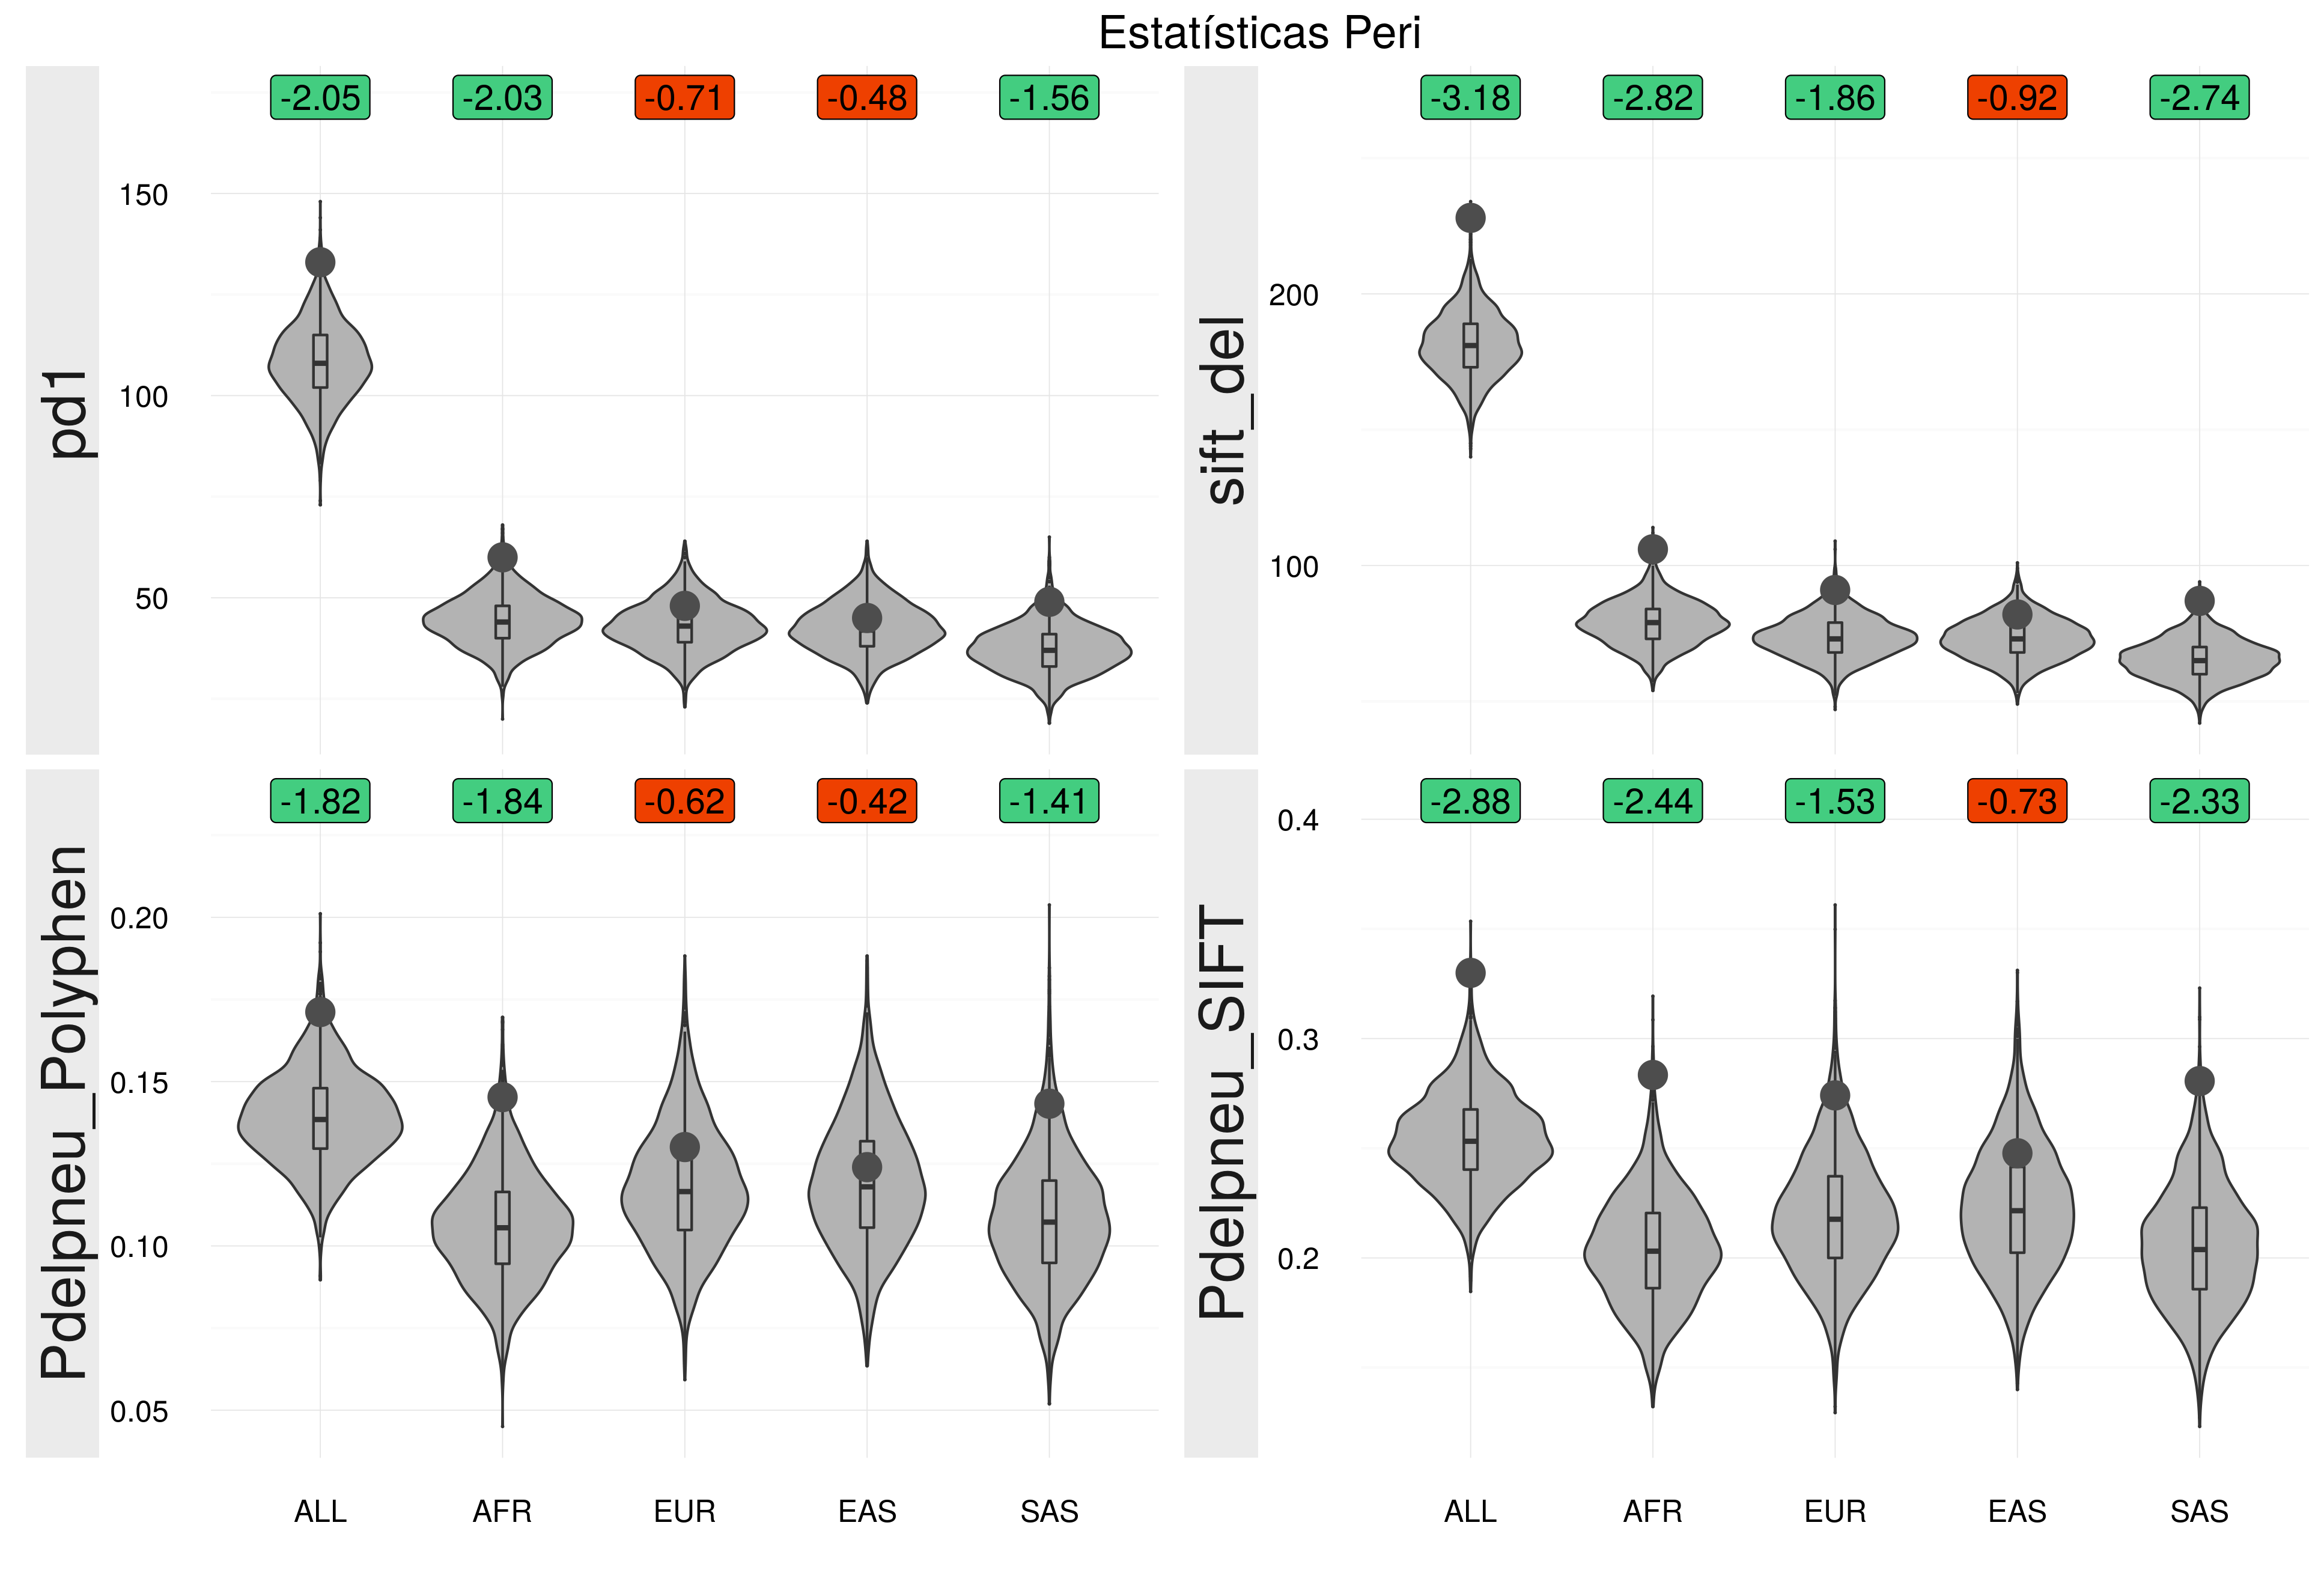 Estatísticas Peri
pd1
-2.05 -2.03 -0.71 -0.48 -1.56
150
100
50
sift_del
-3.18 -2.82 -1.86 -0.92 -2.74
200
100
Pdelpneu_Polyphen
-1.82 -1.84 -0.62 -0.42 -1.41
0.20
0.15
0.10
0.05
Pdelpneu_SIFT
-2.88 -2.44 -1.53 -0.73 -2.33
0.4
0.3
0.2
ALL AFR EUR EAS SAS
ALL AFR EUR EAS SAS